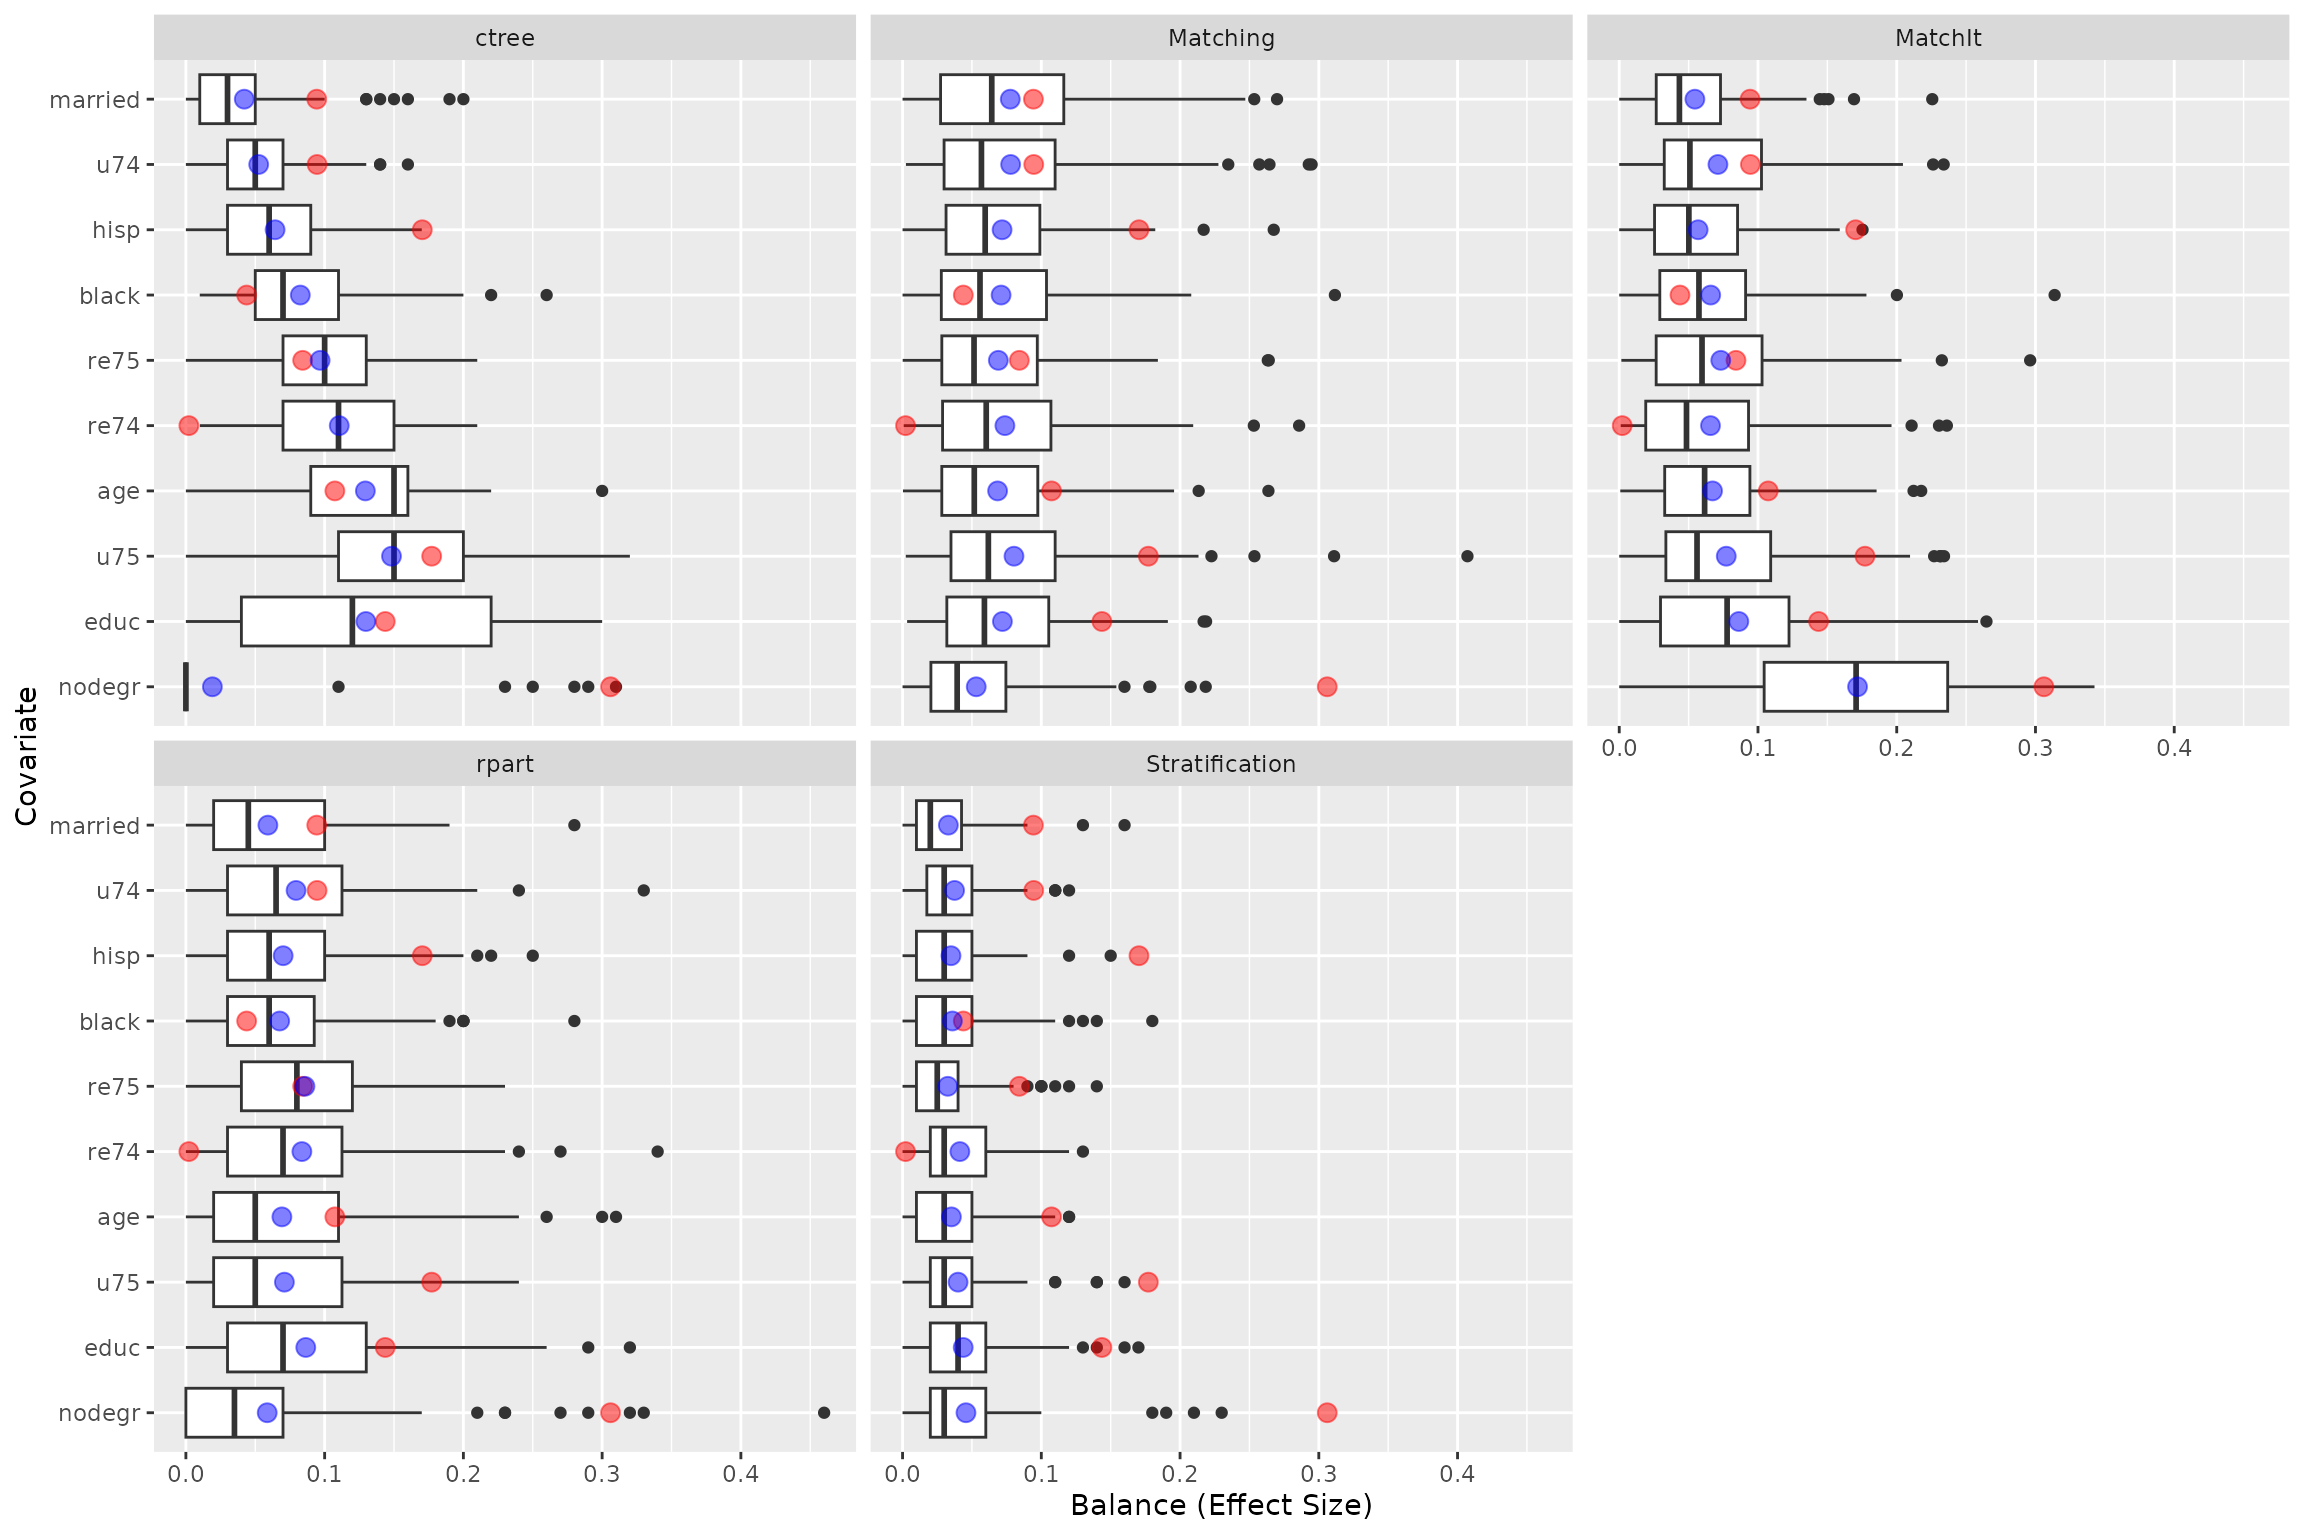 ctree
Matching
MatchIt
married
u74
hisp
black
re75
re74
age
u75
educ
nodegr
0.0 0.1 0.2 0.3 0.4
Covariate
rpart
Stratification
married
u74
hisp
black
re75
re74
age
u75
educ
nodegr
0.0 0.1 0.2 0.3 0.4
0.0 0.1 0.2 0.3 0.4
Balance (Effect Size)